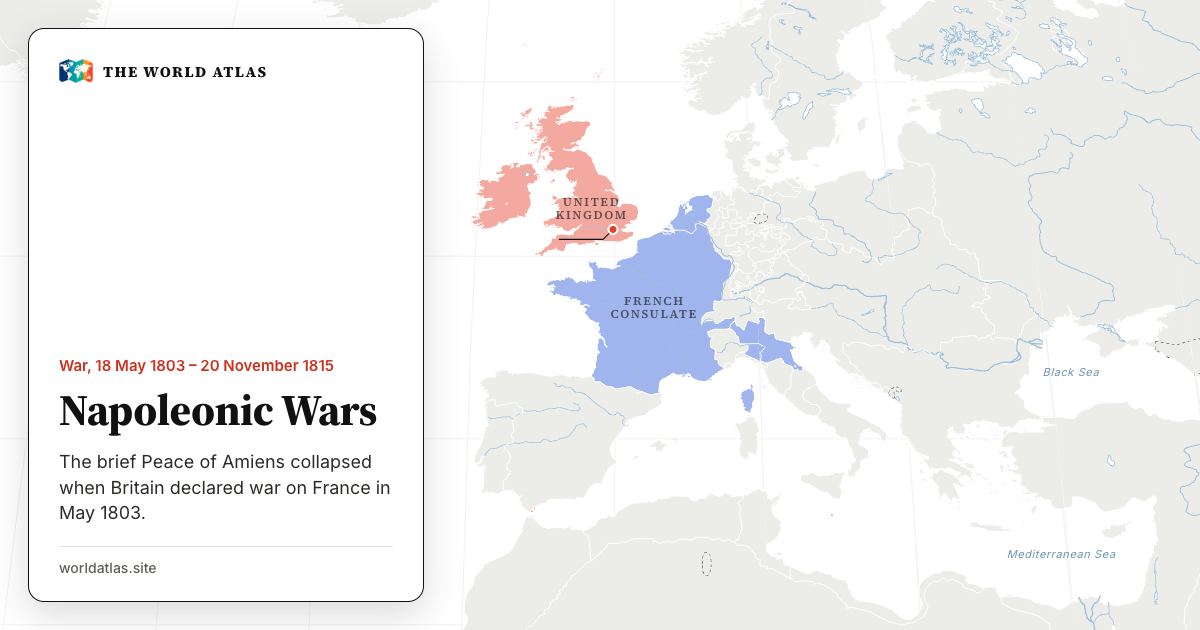 THE WORLD ATLAS
War, 18 May 1803 – 20 November 1815
Napoleonic Wars
The brief Peace of Amiens collapsed
when Britain declared war on France in
May 1803.
worldatlas.site
UNITED
KINGDOM
FRENCH
CONSULATE
Black Sea
Mediterranean Sea